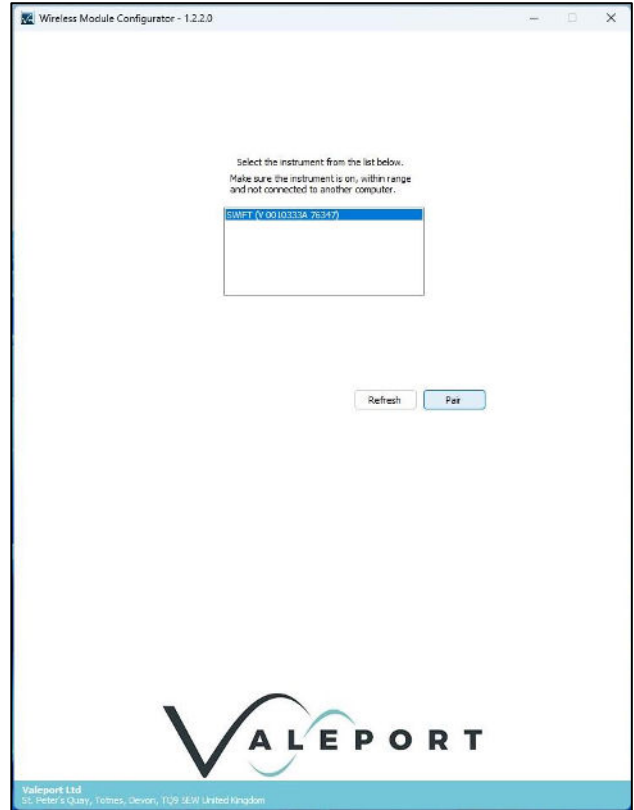 Wireless Module Configurator - 1.2.2.0
Select the instrument from the list below.
Make sure the instrument is on, within range
and not connected to another computer.
SWIFT (V 0010333A 76347)
Refresh
Pair
VALEPORT
Valeport Ltd
St. Peter's Quay, Totnes, Devon, TQ9 5EW United Kingdom